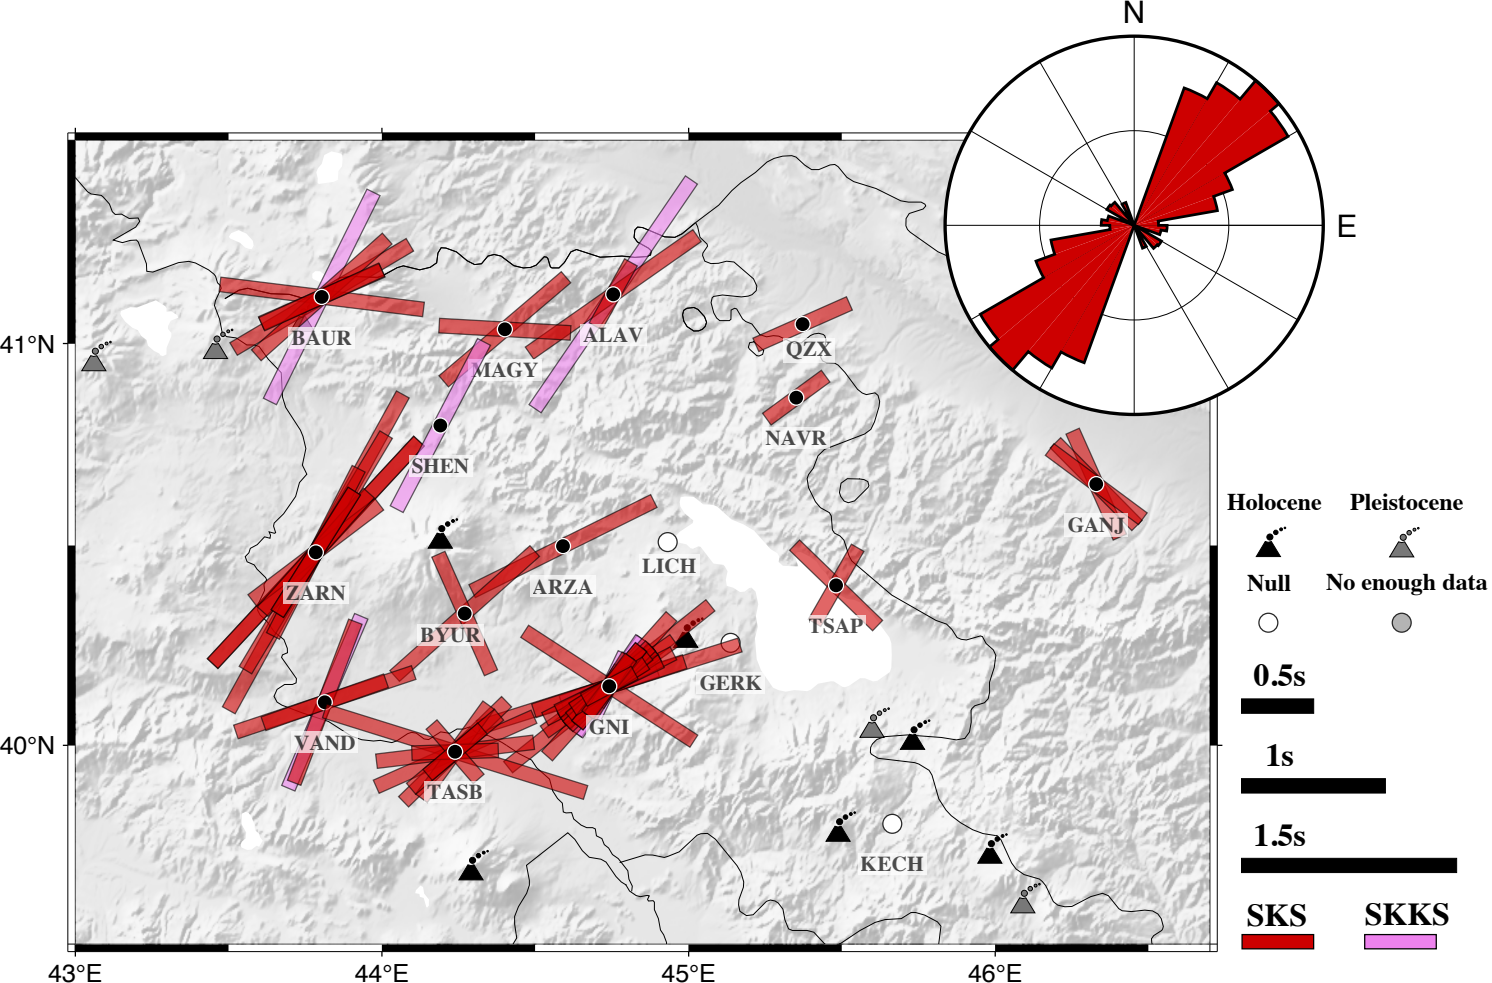 N
E
BAUR
ALAV
41°N
QZX
MAGY
NAVR
SHEN
Holocene
Pleistocene
GANJ
LICH
ARZA
Null
No enough data
ZARN
TSAP
BYUR
0.5s
GERK
GNI
VAND
40°N
1s
TASB
1.5s
KECH
SKS
SKKS
43°E
44°E
45°E
46°E